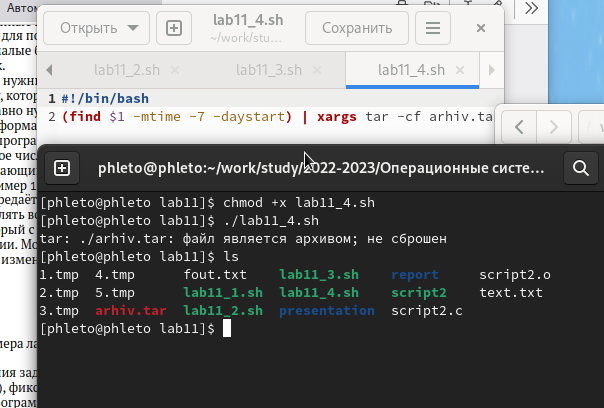 Автом
Открыть
lab11_4.sh
~/work/stu…
Сохранить
lab11_2.sh
lab11_3.sh
lab11_4.sh
1 #!/bin/bash
2 (find $1 -mtime -7 -daystart) | xargs tar -cf arhiv.ta
phleto@phleto:~/work/study/2022-2023/Операционные систе…
[phleto@phleto lab11]$ chmod +x lab11_4.sh
[phleto@phleto lab11]$ ./lab11_4.sh
tar: ./arhiv.tar: файл является архивом; не сброшен
[phleto@phleto lab11]$ ls
1.tmp 4.tmp fout.txt lab11_3.sh report script2.o
2.tmp 5.tmp lab11_1.sh lab11_4.sh script2 text.txt
3.tmp arhiv.tar lab11_2.sh presentation script2.c
[phleto@phleto lab11]$